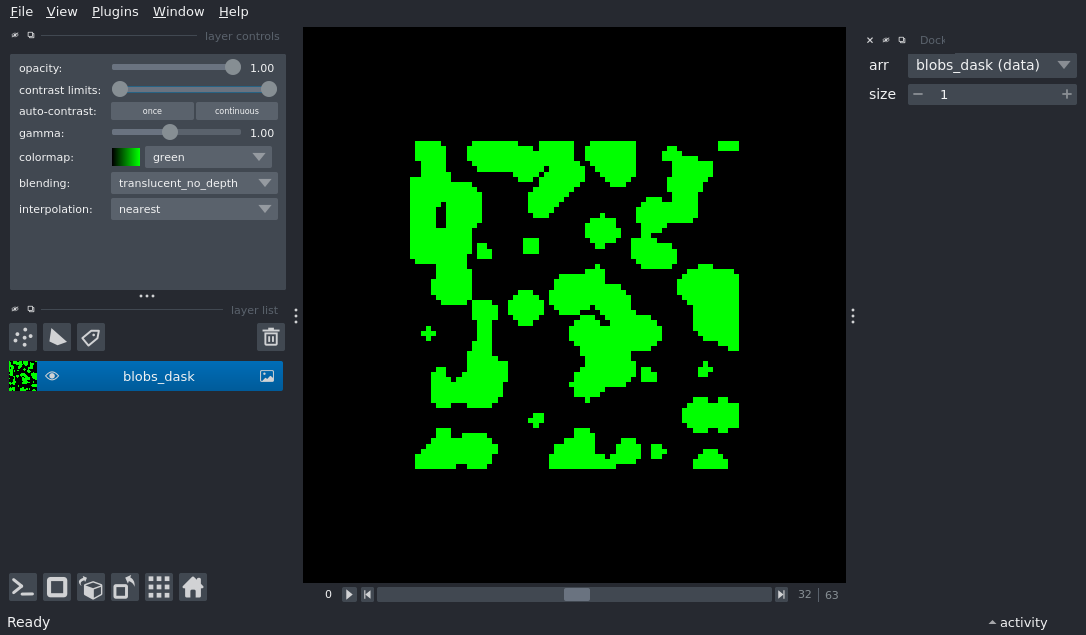 File View Plugins Window Help
layer controls
opacity: 1.00
contrast limits:
auto-contrast: once continuous
gamma: 1.00
colormap: green
blending: translucent_no_depth
interpolation: nearest
layer list
blobs_dask
0 32 63
Dock
arr blobs_dask (data)
size 1
Ready
activity